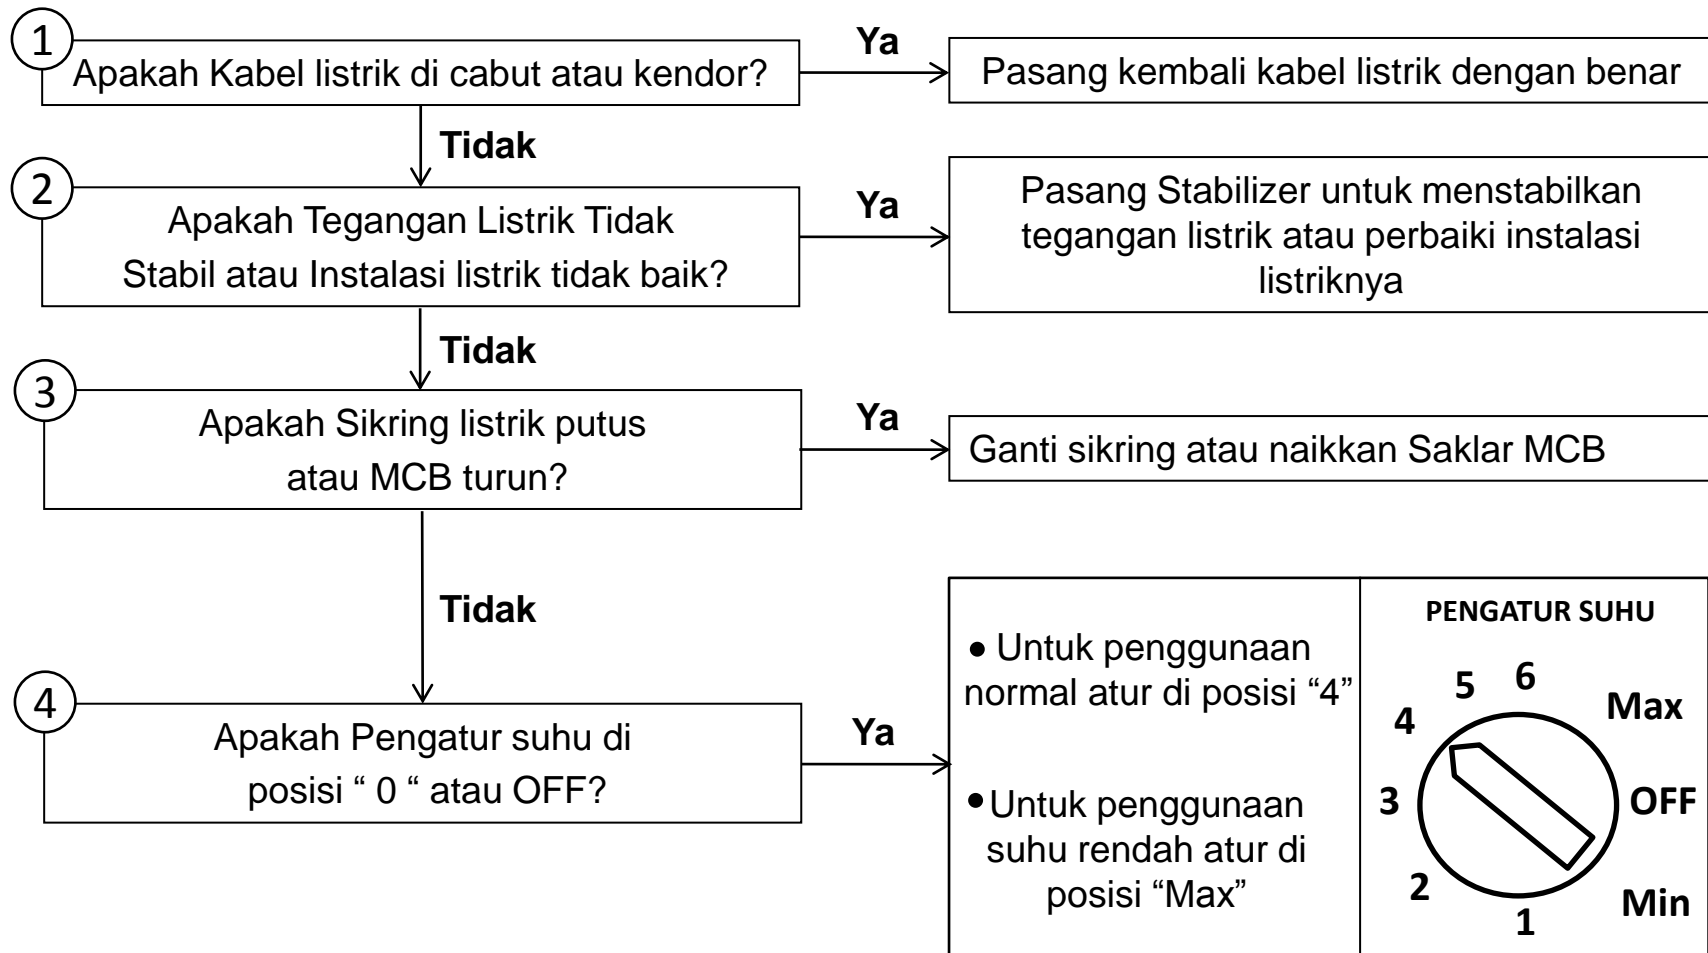 1
Apakah Kabel listrik di cabut atau kendor?
Ya
Pasang kembali kabel listrik dengan benar
Tidak
2
Apakah Tegangan Listrik Tidak
Stabil atau Instalasi listrik tidak baik?
Ya
Pasang Stabilizer untuk menstabilkan
tegangan listrik atau perbaiki instalasi
listriknya
Tidak
3
Apakah Sikring listrik putus
atau MCB turun?
Ya
Ganti sikring atau naikkan Saklar MCB
Tidak
4
Apakah Pengatur suhu di
posisi “ 0 “ atau OFF?
Ya
● Untuk penggunaan
normal atur di posisi “4”
● Untuk penggunaan
suhu rendah atur di
posisi “Max”
PENGATUR SUHU
5 6
4 Max
3 OFF
2 Min
1